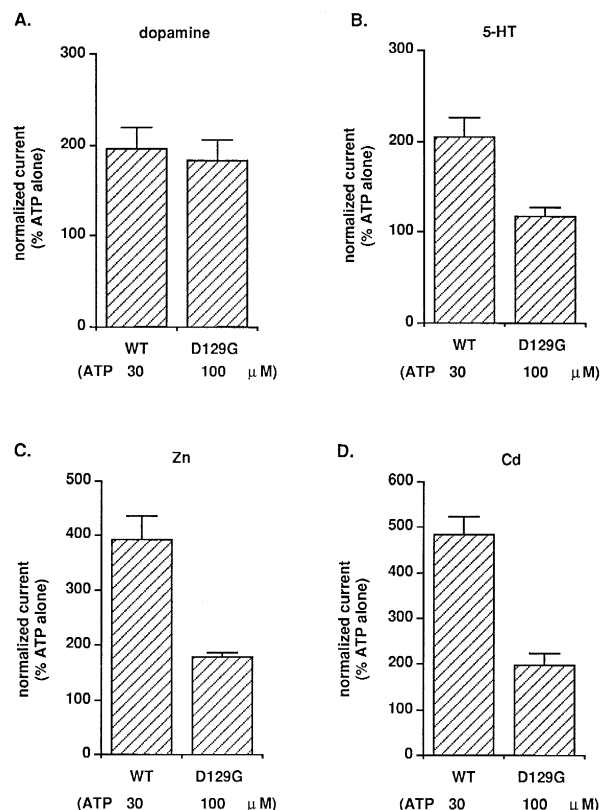 A.
dopamine
normalized current
(% ATP alone)
300
200
100
0
WT D129G
(ATP 30 100 μM)
B.
5-HT
normalized current
(% ATP alone)
300
200
100
0
WT D129G
(ATP 30 100 μM)
C.
Zn
normalized current
(% ATP alone)
500
400
300
200
100
0
WT D129G
(ATP 30 100 μM)
D.
Cd
normalized current
(% ATP alone)
600
500
400
300
200
100
0
WT D129G
(ATP 30 100 μM)